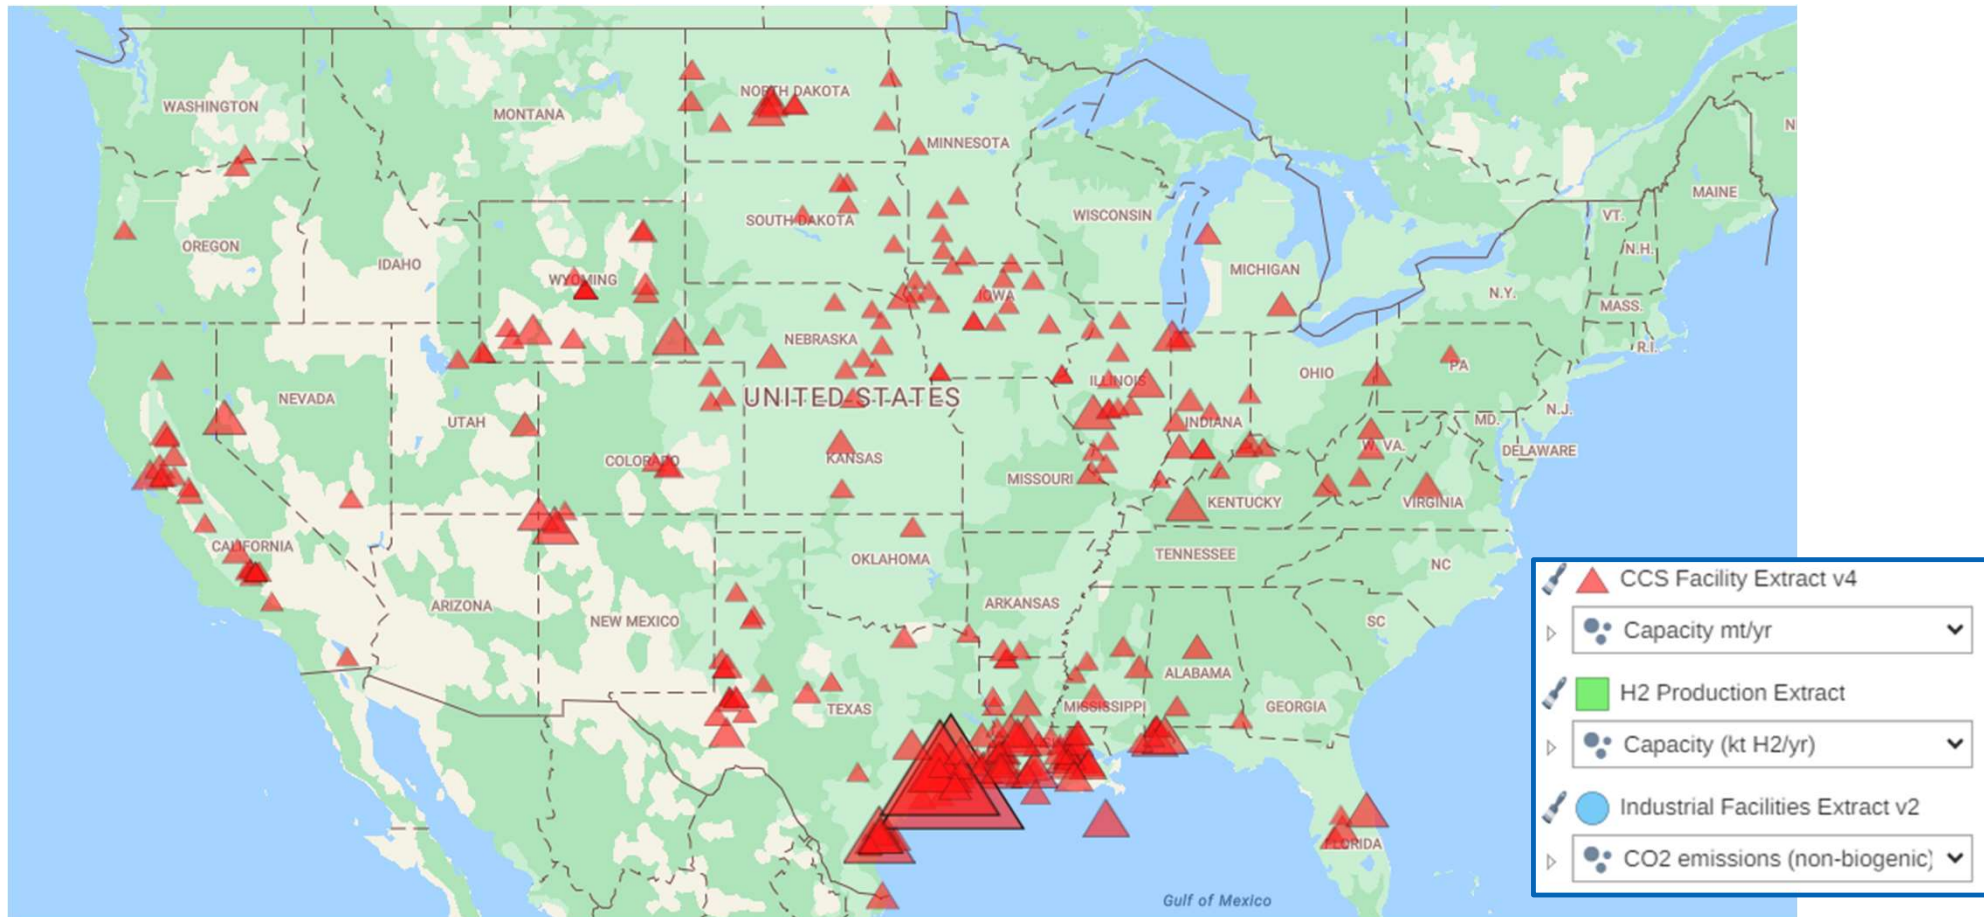 WASHINGTON
MONTANA
NORTH DAKOTA
MINNESOTA
N
MAINE
OREGON
IDAHO
WYOMING
SOUTH DAKOTA
WISCONSIN
MICHIGAN
VT.
N.H.
N.Y.
MASS.
R.I.
NEVADA
UTAH
NEBRASKA
IOWA
ILLINOIS
INDIANA
OHIO
PA
N.J.
MD.
DELAWARE
UNITED STATES
COLORADO
KANSAS
MISSOURI
KENTUCKY
W. VA.
VIRGINIA
CALIFORNIA
ARIZONA
NEW MEXICO
OKLAHOMA
ARKANSAS
TENNESSEE
NC
SC
TEXAS
MISSISSIPPI
ALABAMA
GEORGIA
FLORIDA
Gulf of Mexico
CCS Facility Extract v4
Capacity mt/yr
H2 Production Extract
Capacity (kt H2/yr)
Industrial Facilities Extract v2
CO2 emissions (non-biogenic)